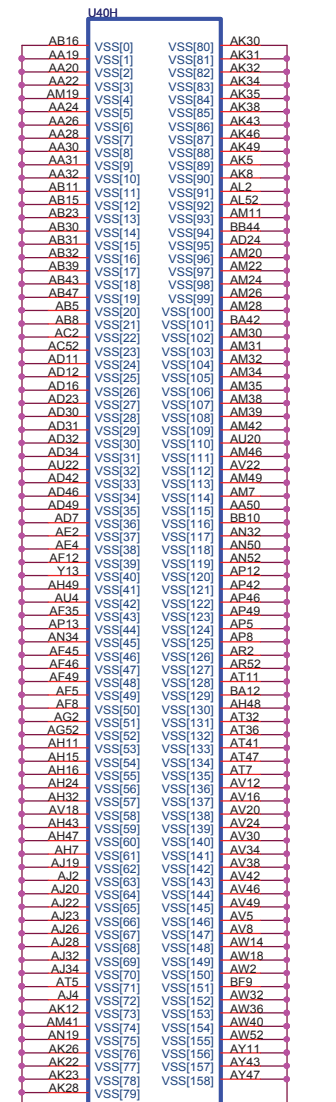 U40H
AB16 VSS[0] VSS[80] AK30
AA19 VSS[1] VSS[81] AK31
AA20 VSS[2] VSS[82] AK32
AA22 VSS[3] VSS[83] AK34
AM19 VSS[4] VSS[84] AK35
AA24 VSS[5] VSS[85] AK38
AA26 VSS[6] VSS[86] AK43
AA28 VSS[7] VSS[87] AK46
AA30 VSS[8] VSS[88] AK49
AA31 VSS[9] VSS[89] AK5
AA32 VSS[10] VSS[90] AK8
AB11 VSS[11] VSS[91] AL2
AB15 VSS[12] VSS[92] AL52
AB23 VSS[13] VSS[93] AM11
AB30 VSS[14] VSS[94] BB44
AB31 VSS[15] VSS[95] AD24
AB32 VSS[16] VSS[96] AM20
AB39 VSS[17] VSS[97] AM22
AB43 VSS[18] VSS[98] AM24
AB47 VSS[19] VSS[99] AM26
AB5 VSS[20] VSS[100] AM28
AB8 VSS[21] VSS[101] BA42
AC2 VSS[22] VSS[102] AM30
AC52 VSS[23] VSS[103] AM31
AD11 VSS[24] VSS[104] AM32
AD12 VSS[25] VSS[105] AM34
AD16 VSS[26] VSS[106] AM35
AD23 VSS[27] VSS[107] AM38
AD30 VSS[28] VSS[108] AM39
AD31 VSS[29] VSS[109] AM42
AD32 VSS[30] VSS[110] AU20
AD34 VSS[31] VSS[111] AM46
AU22 VSS[32] VSS[112] AV22
AD42 VSS[33] VSS[113] AM49
AD46 VSS[34] VSS[114] AM7
AD49 VSS[35] VSS[115] AA50
AD7 VSS[36] VSS[116] BB10
AE2 VSS[37] VSS[117] AN32
AE4 VSS[38] VSS[118] AN50
AF12 VSS[39] VSS[119] AN52
Y13 VSS[40] VSS[120] AP12
AH49 VSS[41] VSS[121] AP42
AU4 VSS[42] VSS[122] AP46
AF35 VSS[43] VSS[123] AP49
AP13 VSS[44] VSS[124] AP5
AN34 VSS[45] VSS[125] AP8
AF45 VSS[46] VSS[126] AR2
AF46 VSS[47] VSS[127] AR52
AF49 VSS[48] VSS[128] AT11
AF5 VSS[49] VSS[129] BA12
AF8 VSS[50] VSS[130] AH48
AG2 VSS[51] VSS[131] AT32
AG52 VSS[52] VSS[132] AT36
AH11 VSS[53] VSS[133] AT41
AH15 VSS[54] VSS[134] AT47
AH16 VSS[55] VSS[135] AT7
AH24 VSS[56] VSS[136] AV12
AH32 VSS[57] VSS[137] AV16
AV18 VSS[58] VSS[138] AV20
AH43 VSS[59] VSS[139] AV24
AH47 VSS[60] VSS[140] AV30
AH7 VSS[61] VSS[141] AV34
AJ19 VSS[62] VSS[142] AV38
AJ2 VSS[63] VSS[143] AV42
AJ20 VSS[64] VSS[144] AV46
AJ22 VSS[65] VSS[145] AV49
AJ23 VSS[66] VSS[146] AV5
AJ26 VSS[67] VSS[147] AV8
AJ28 VSS[68] VSS[148] AW14
AJ32 VSS[69] VSS[149] AW18
AJ34 VSS[70] VSS[150] AW2
AT5 VSS[71] VSS[151] BF9
AJ4 VSS[72] VSS[152] AW32
AK12 VSS[73] VSS[153] AW36
AM41 VSS[74] VSS[154] AW40
AN19 VSS[75] VSS[155] AW52
AK26 VSS[76] VSS[156] AY11
AK22 VSS[77] VSS[157] AY43
AK23 VSS[78] VSS[158] AY47
AK28 VSS[79]